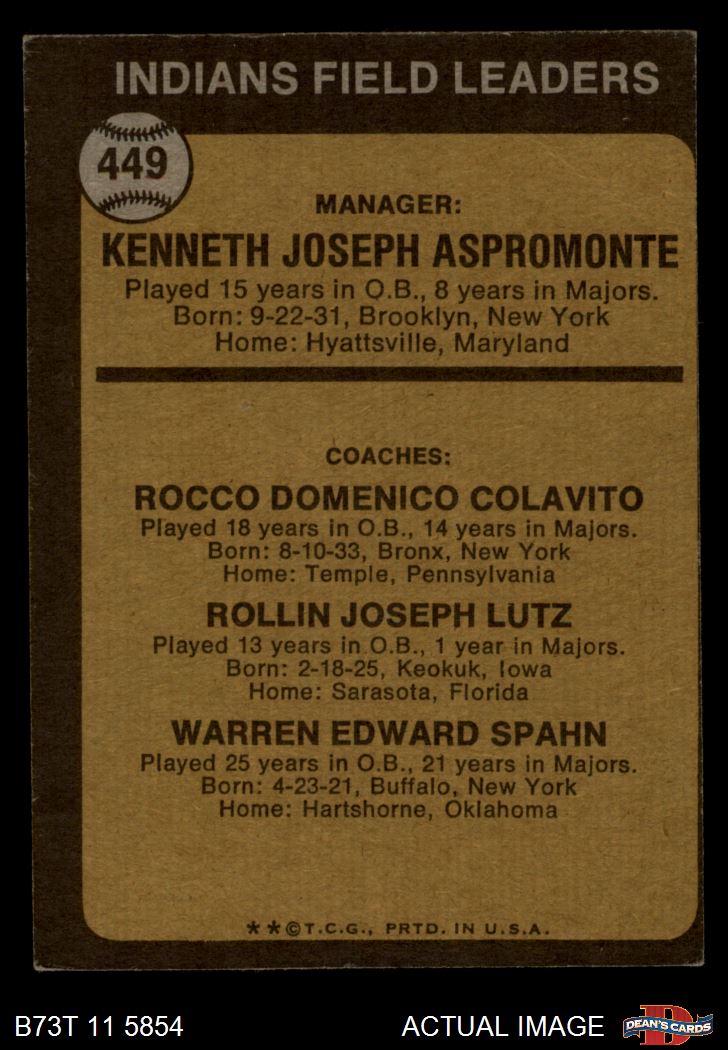 INDIANS FIELD LEADERS
449
MANAGER:
KENNETH JOSEPH ASPROMONTE
Played 15 years in O.B., 8 years in Majors.
Born: 9-22-31, Brooklyn, New York
Home: Hyattsville, Maryland
COACHES:
ROCCO DOMENICO COLAVITO
Played 18 years in O.B., 14 years in Majors.
Born: 8-10-33, Bronx, New York
Home: Temple, Pennsylvania
ROLLIN JOSEPH LUTZ
Played 13 years in O.B., 1 year in Majors.
Born: 2-18-25, Keokuk, Iowa
Home: Sarasota, Florida
WARREN EDWARD SPAHN
Played 25 years in O.B., 21 years in Majors.
Born: 4-23-21, Buffalo, New York
Home: Hartshorne, Oklahoma
**©T.C.G., PRTD. IN U.S.A.
B73T 11 5854 ACTUAL IMAGE D DEAN'S CARDS